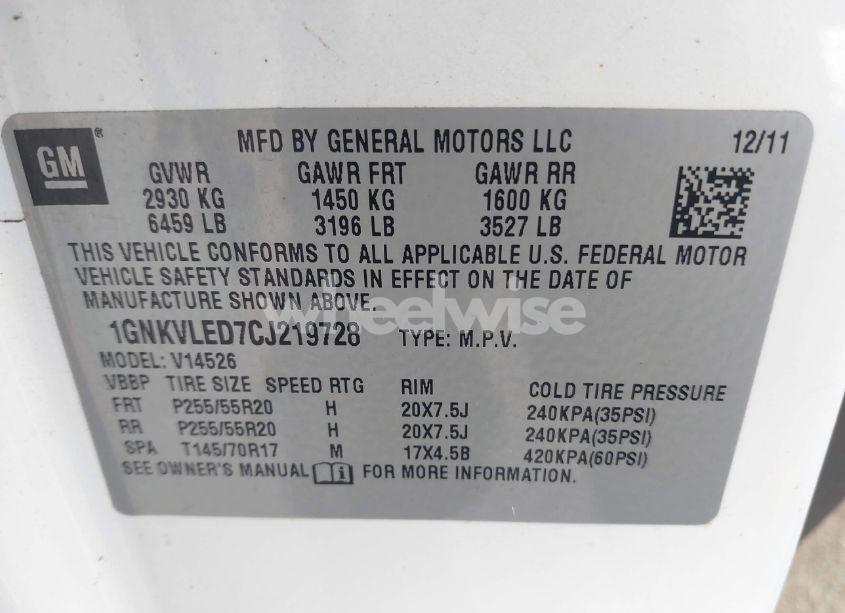 GM ®
MFD BY GENERAL MOTORS LLC 12/11
GVWR GAWR FRT GAWR RR
2930 KG 1450 KG 1600 KG
6459 LB 3196 LB 3527 LB
THIS VEHICLE CONFORMS TO ALL APPLICABLE U.S. FEDERAL MOTOR
VEHICLE SAFETY STANDARDS IN EFFECT ON THE DATE OF
MANUFACTURE SHOWN ABOVE.
wheelwise
1GNKVLED7CJ219728 TYPE: M.P.V.
MODEL: V14526
VBBP TIRE SIZE SPEED RTG RIM COLD TIRE PRESSURE
FRT P255/55R20 H 20X7.5J 240KPA(35PSI)
RR P255/55R20 H 20X7.5J 240KPA(35PSI)
SPA T145/70R17 M 17X4.5B 420KPA(60PSI)
SEE OWNER'S MANUAL i FOR MORE INFORMATION.